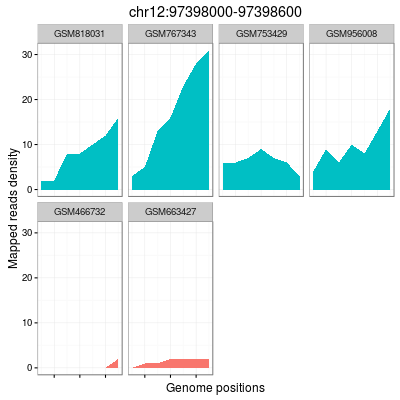 chr12:97398000-97398600
GSM818031 GSM767343 GSM753429 GSM956008
30
20
10
0
GSM466732 GSM663427
30
20
10
0
Mapped reads density
Genome positions